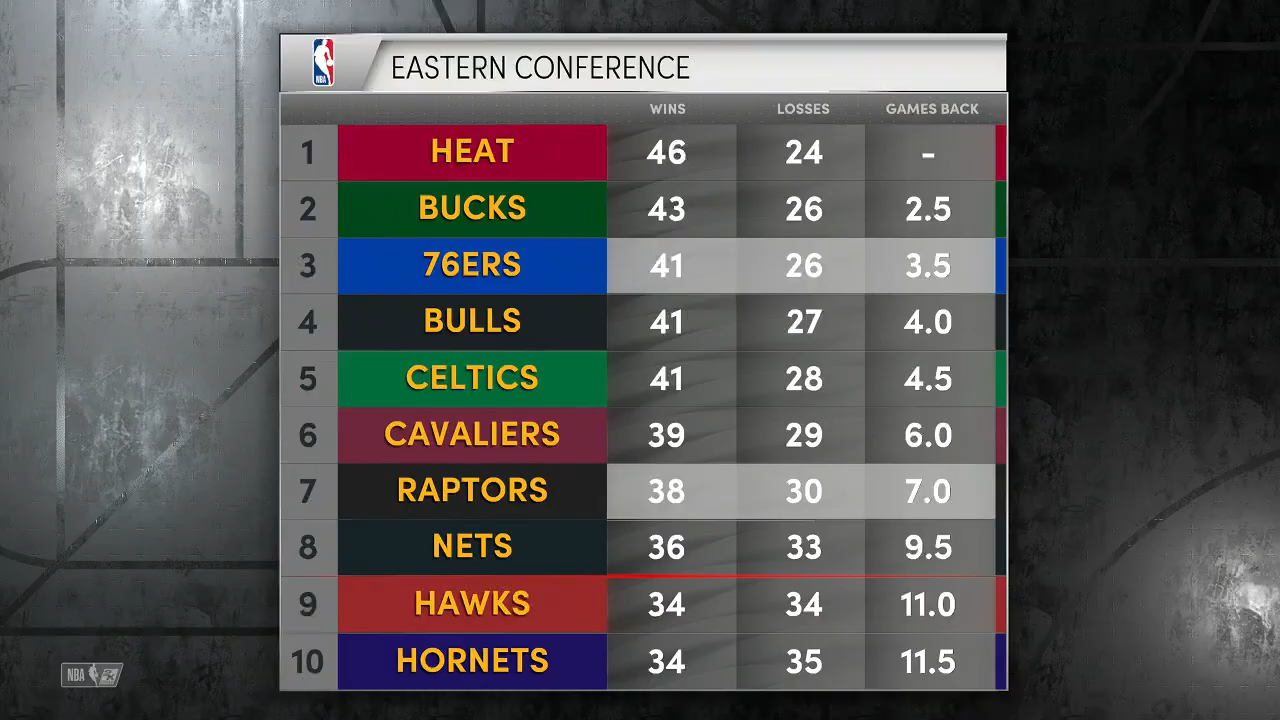 NBA
EASTERN CONFERENCE
WINS LOSSES GAMES BACK
1 HEAT 46 24 -
2 BUCKS 43 26 2.5
3 76ERS 41 26 3.5
4 BULLS 41 27 4.0
5 CELTICS 41 28 4.5
6 CAVALIERS 39 29 6.0
7 RAPTORS 38 30 7.0
8 NETS 36 33 9.5
9 HAWKS 34 34 11.0
10 HORNETS 34 35 11.5
NBA 2K